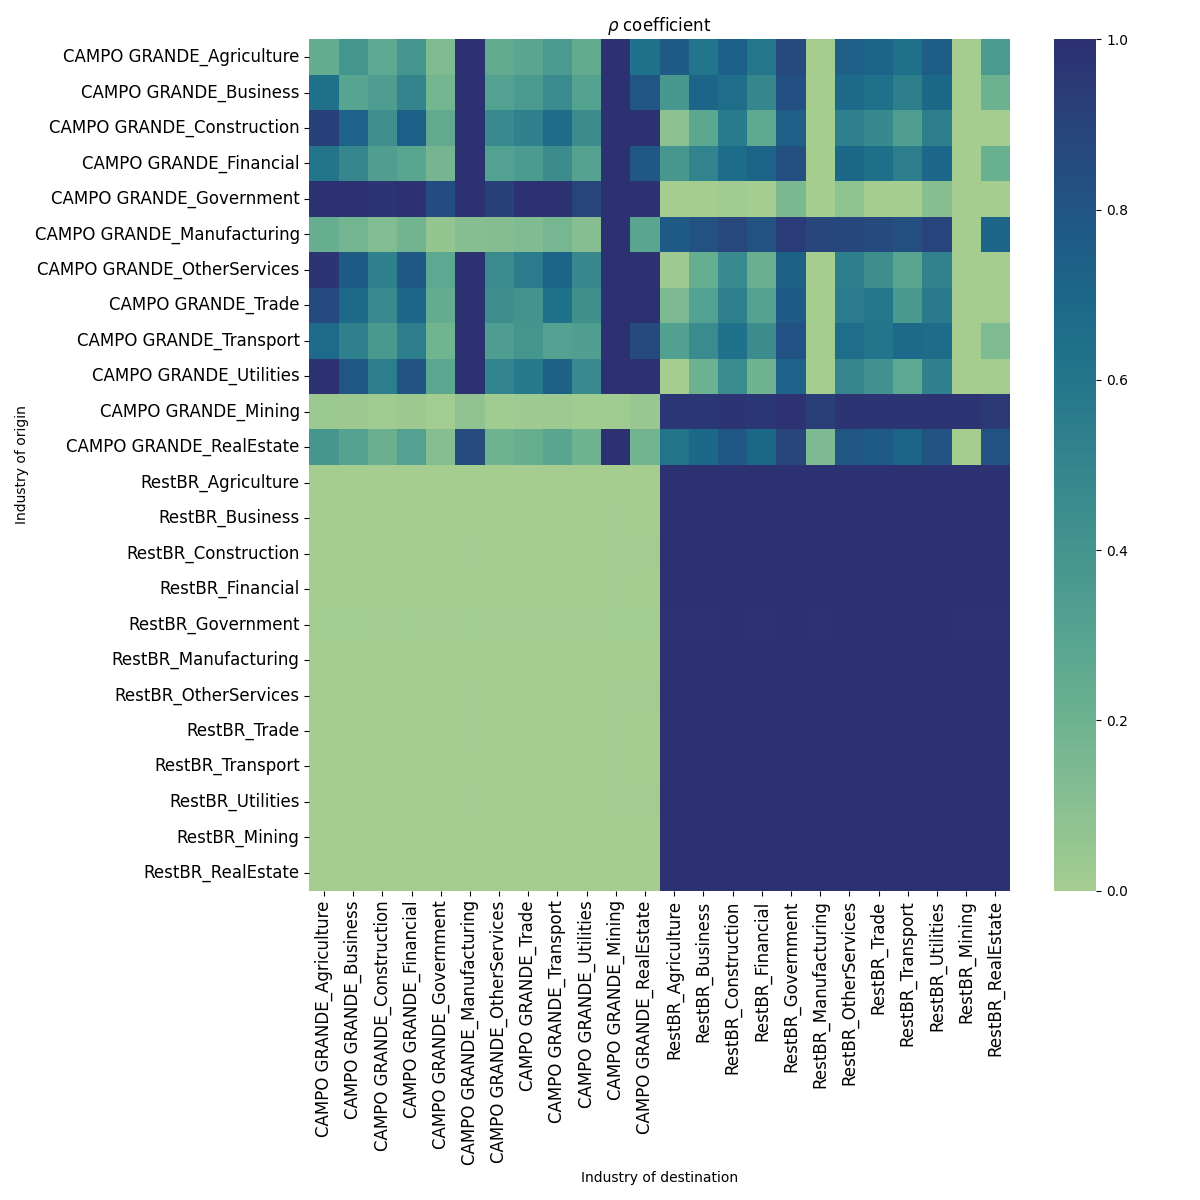 ρ coefficient
CAMPO GRANDE_Agriculture
CAMPO GRANDE_Business
CAMPO GRANDE_Construction
CAMPO GRANDE_Financial
CAMPO GRANDE_Government
CAMPO GRANDE_Manufacturing
CAMPO GRANDE_OtherServices
CAMPO GRANDE_Trade
CAMPO GRANDE_Transport
CAMPO GRANDE_Utilities
CAMPO GRANDE_Mining
CAMPO GRANDE_RealEstate
RestBR_Agriculture
RestBR_Business
RestBR_Construction
RestBR_Financial
RestBR_Government
RestBR_Manufacturing
RestBR_OtherServices
RestBR_Trade
RestBR_Transport
RestBR_Utilities
RestBR_Mining
RestBR_RealEstate
Industry of origin
CAMPO GRANDE_Agriculture
CAMPO GRANDE_Business
CAMPO GRANDE_Construction
CAMPO GRANDE_Financial
CAMPO GRANDE_Government
CAMPO GRANDE_Manufacturing
CAMPO GRANDE_OtherServices
CAMPO GRANDE_Trade
CAMPO GRANDE_Transport
CAMPO GRANDE_Utilities
CAMPO GRANDE_Mining
CAMPO GRANDE_RealEstate
RestBR_Agriculture
RestBR_Business
RestBR_Construction
RestBR_Financial
RestBR_Government
RestBR_Manufacturing
RestBR_OtherServices
RestBR_Trade
RestBR_Transport
RestBR_Utilities
RestBR_Mining
RestBR_RealEstate
Industry of destination
1.0
0.8
0.6
0.4
0.2
0.0